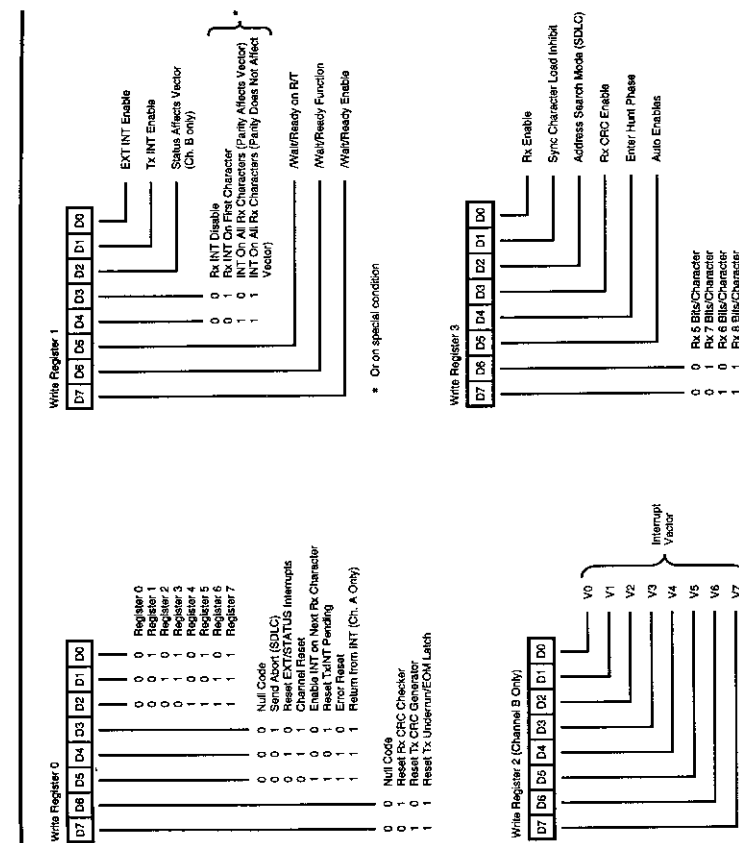 Write Register 0
D7 D6 D5 D4 D3 D2 D1 D0
0 0 0 Register 0
0 0 1 Register 1
0 1 0 Register 2
0 1 1 Register 3
1 0 0 Register 4
1 0 1 Register 5
1 1 0 Register 6
1 1 1 Register 7
0 0 0 Null Code
0 0 1 Send Abort (SDLC)
0 1 0 Reset EXT/STATUS Interrupts
0 1 1 Channel Reset
1 0 0 Enable INT on Next Rx Character
1 0 1 Reset TxINT Pending
1 1 0 Error Reset
1 1 1 Return from INT (Ch. A Only)
0 0 Null Code
0 1 Reset Rx CRC Checker
1 0 Reset Tx CRC Generator
1 1 Reset Tx Underrun/EOM Latch
Write Register 1
D7 D6 D5 D4 D3 D2 D1 D0
EXT INT Enable
Tx INT Enable
Status Affects Vector
(Ch. B only)
0 0 Rx INT Disable
0 1 Rx INT On First Character
1 0 INT On All Rx Characters (Parity Affects Vector)
1 1 INT On All Rx Characters (Parity Does Not Affect
Vector)
*
/Wait/Ready on R/T
/Wait/Ready Function
/Wait/Ready Enable
* Or on special condition
Write Register 2 (Channel B Only)
D7 D6 D5 D4 D3 D2 D1 D0
V0
V1
V2
V3
V4
V5
V6
V7
Interrupt
Vector
Write Register 3
D7 D6 D5 D4 D3 D2 D1 D0
Rx Enable
Sync Character Load Inhibit
Address Search Mode (SDLC)
Rx CRC Enable
Enter Hunt Phase
Auto Enables
0 0 Rx 5 Bits/Character
0 1 Rx 7 Bits/Character
1 0 Rx 6 Bits/Character
1 1 Rx 8 Bits/Character